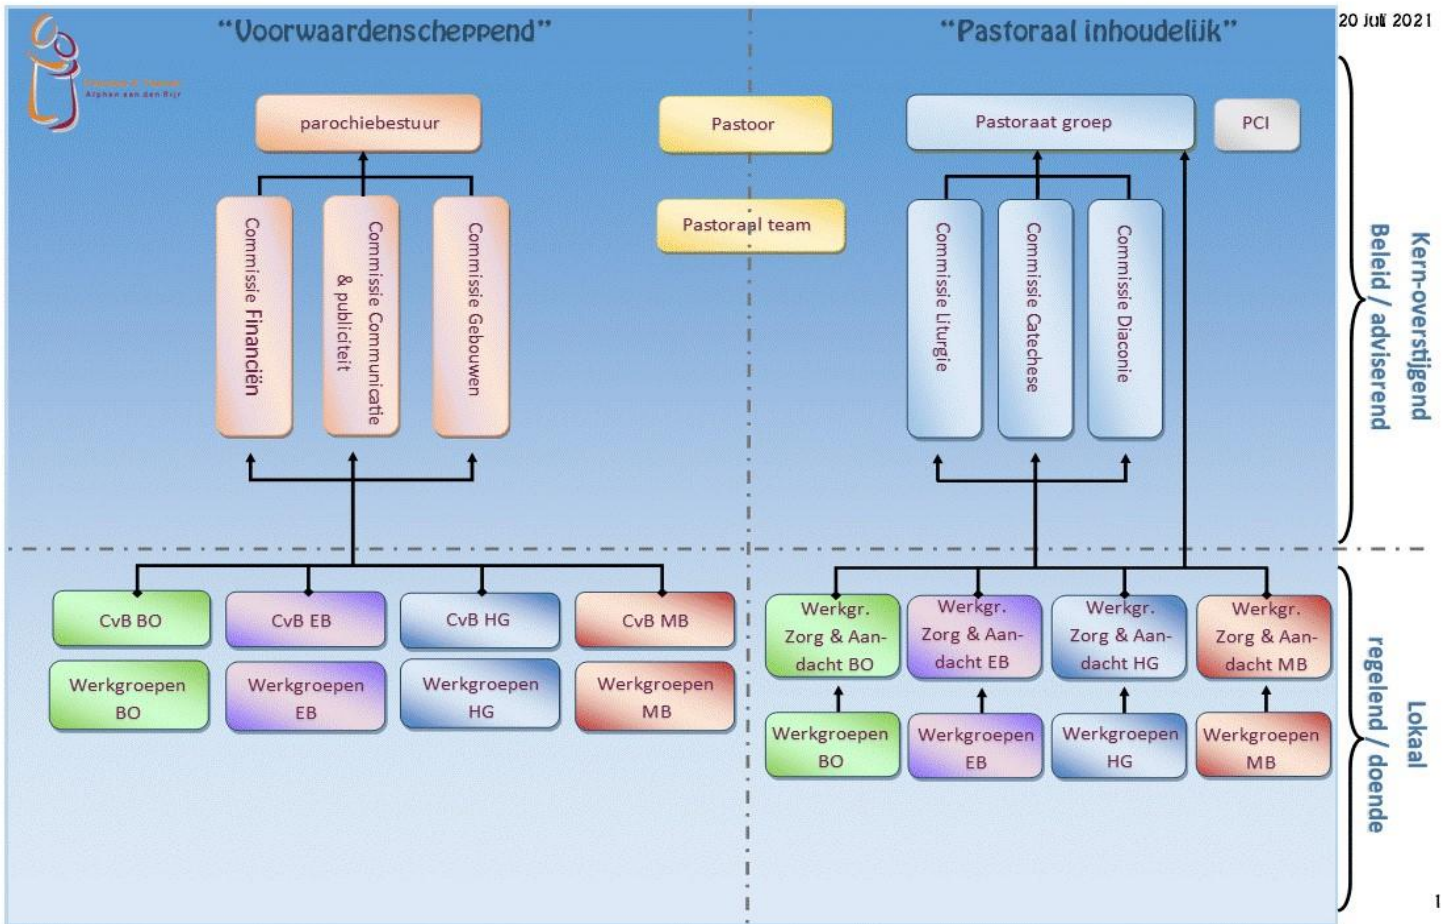 “Voorwaardenscheppend”
“Pastoraal inhoudelijk”
20 juli 2021
Alphen aan den Rijn
parochiebestuur
Pastoor
Pastoraat groep
PCI
Pastoraal team
Commissie Financiën
Commissie Communicatie
& publiciteit
Commissie Gebouwen
Commissie Liturgie
Commissie Catechese
Commissie Diaconie
Kern-overstijgend
Beleid / adviserend
CvB BO
CvB EB
CvB HG
CvB MB
Werkgroepen
BO
Werkgroepen
EB
Werkgroepen
HG
Werkgroepen
MB
Werkgr.
Zorg & Aan-
dacht BO
Werkgr.
Zorg & Aan-
dacht EB
Werkgr.
Zorg & Aan-
dacht HG
Werkgr.
Zorg & Aan-
dacht MB
Werkgroepen
BO
Werkgroepen
EB
Werkgroepen
HG
Werkgroepen
MB
Lokaal
regelend / doende
1